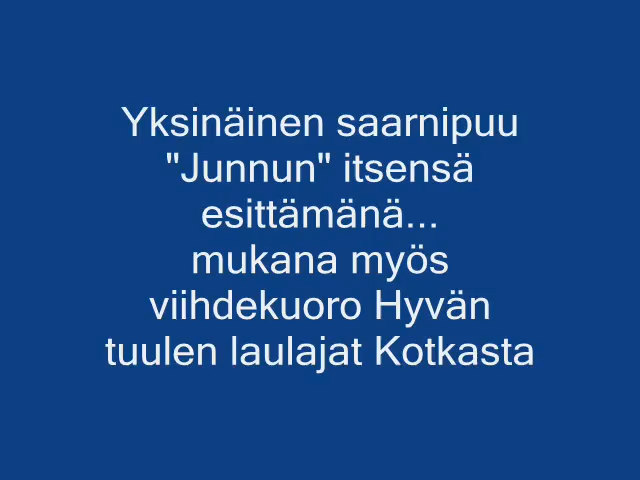 Yksinäinen saarnipuu
"Junnun" itsensä
esittämänä...
mukana myös
viihdekuoro Hyvän
tuulen laulajat Kotkasta